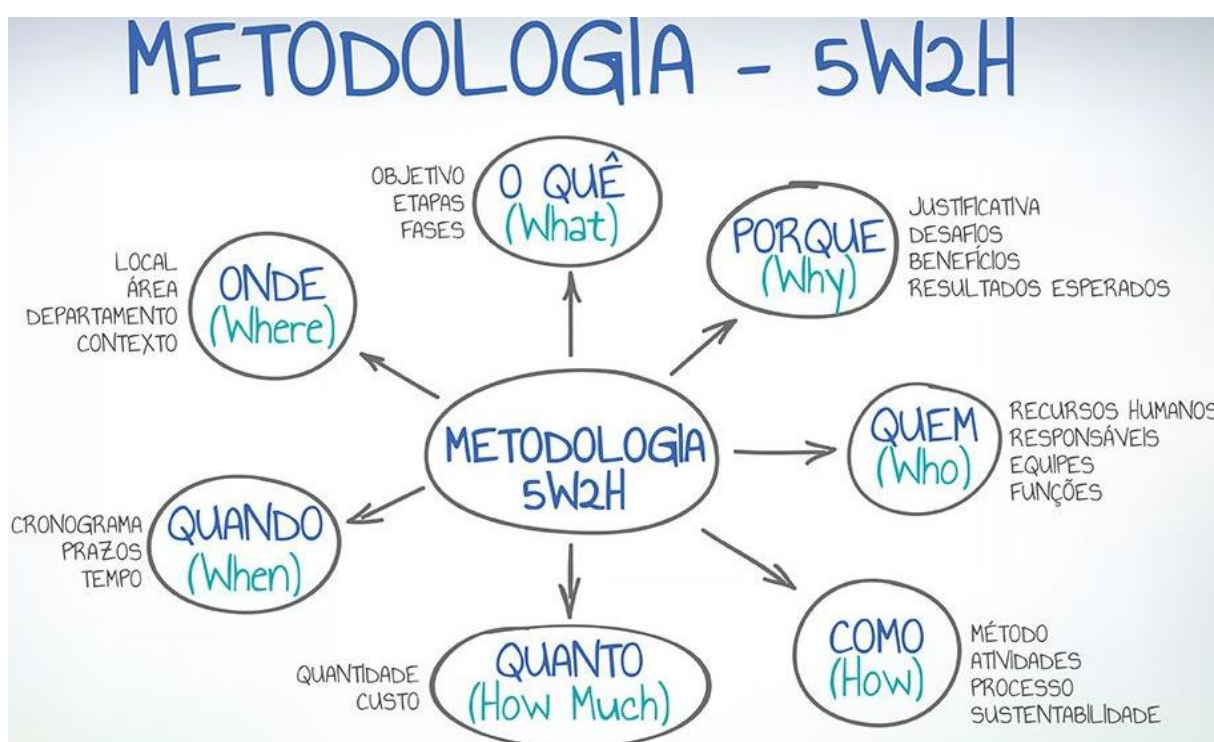 METODOLOGIA - 5W2H
OBJETIVO
ETAPAS
FASES
O QUÊ
(What)
PORQUE
(Why)
JUSTIFICATIVA
DESAFIOS
BENEFÍCIOS
RESULTADOS ESPERADOS
LOCAL
ÁREA
DEPARTAMENTO
CONTEXTO
ONDE
(Where)
METODOLOGIA
5W2H
QUEM
(Who)
RECURSOS HUMANOS
RESPONSÁVEIS
EQUIPES
FUNÇÕES
CRONOGRAMA
PRAZOS
TEMPO
QUANDO
(When)
QUANTIDADE
CUSTO
QUANTO
(How Much)
COMO
(How)
MÉTODO
ATIVIDADES
PROCESSO
SUSTENTABILIDADE